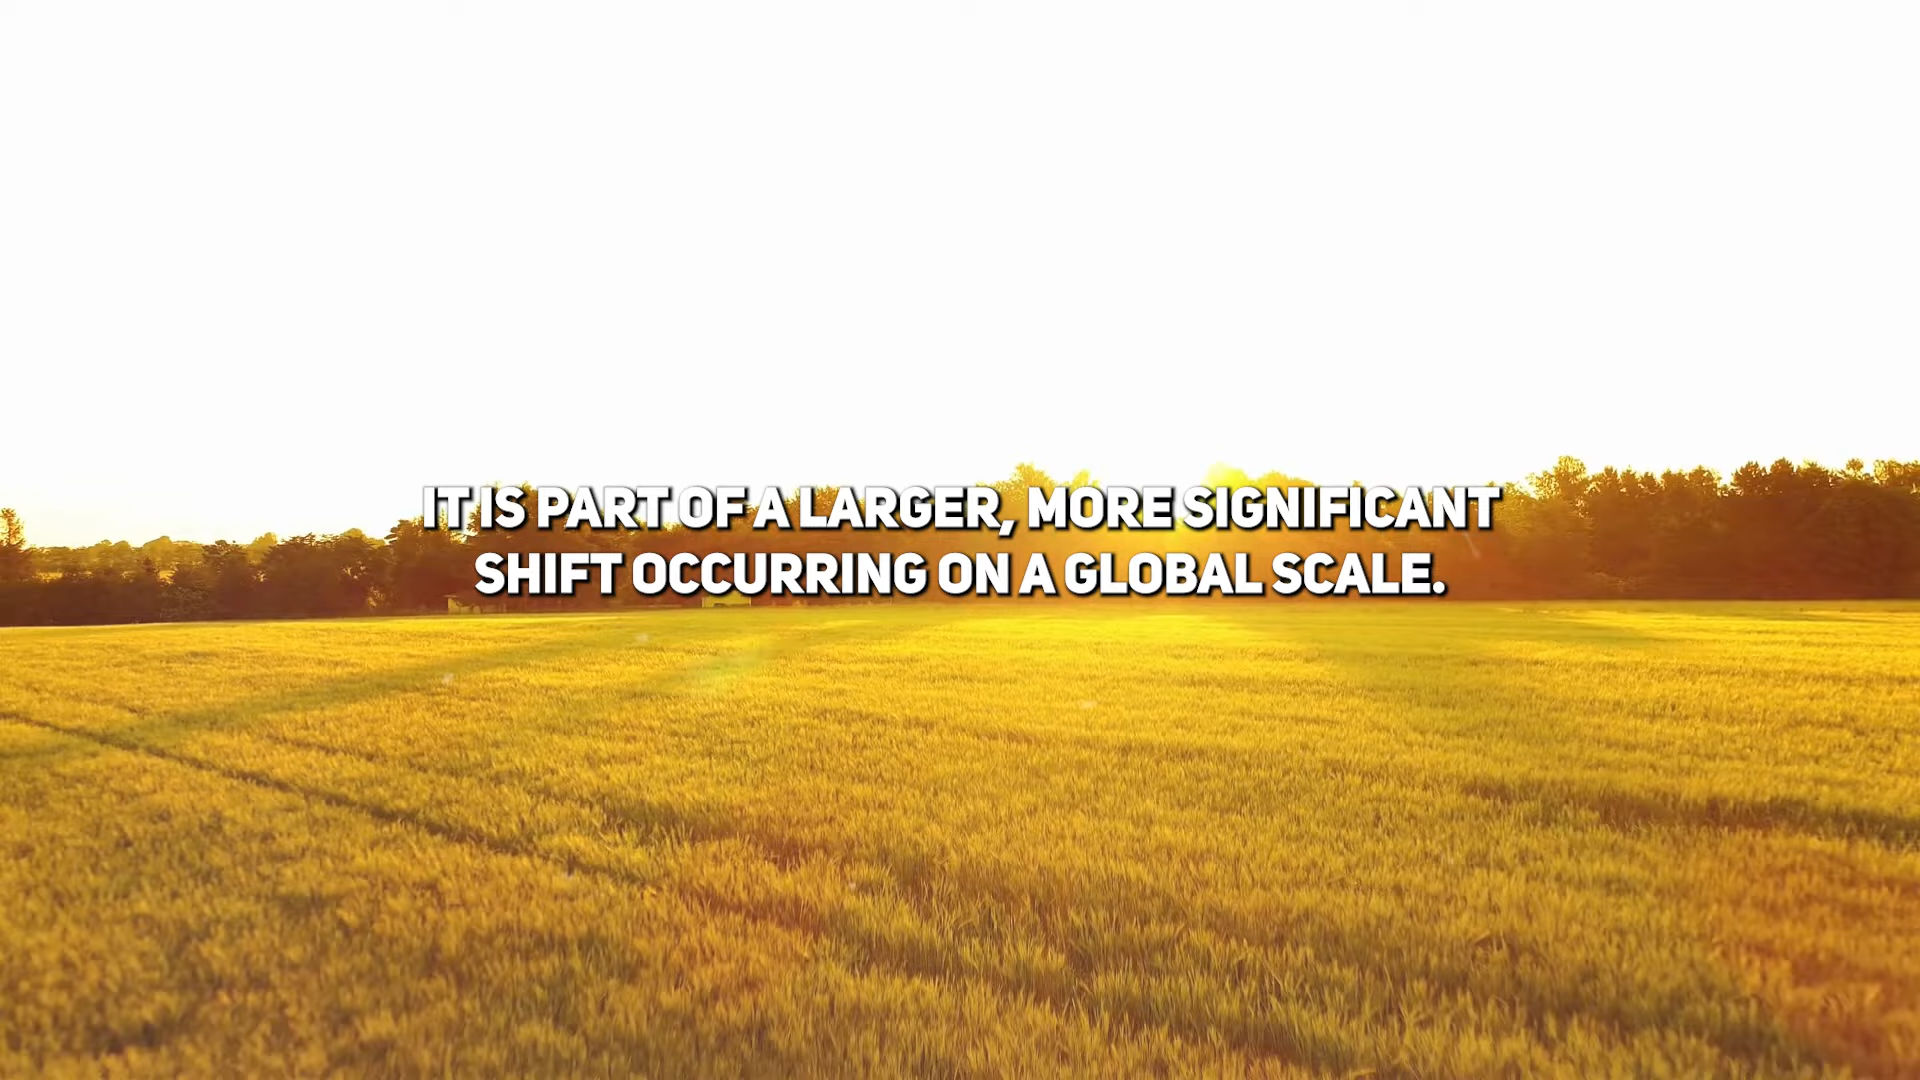 IT IS PART OF A LARGER, MORE SIGNIFICANT
SHIFT OCCURRING ON A GLOBAL SCALE.